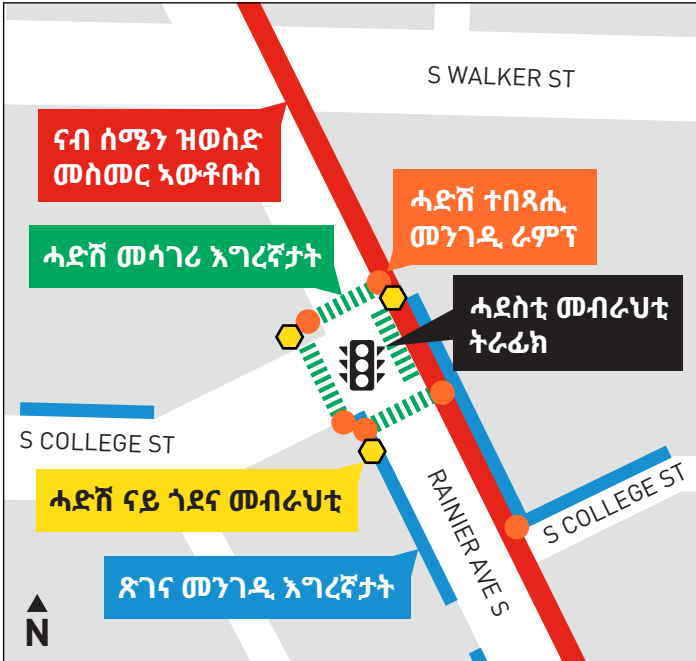 S WALKER ST
ናብ ሰሜን ዝወስድ
መስመር ኣውቶቡስ
ሓድሽ ተበጻሒ
መንገዲ ራምፕ
ሓድሽ መሳገሪ እግረኛታት
ሓደስቲ መብራህቲ
ትራፊክ
S COLLEGE ST
ሓድሽ ናይ ጎደና መብራህቲ
RAINIER AVE S
S COLLEGE ST
ጽገና መንገዲ እግረኛታት
N